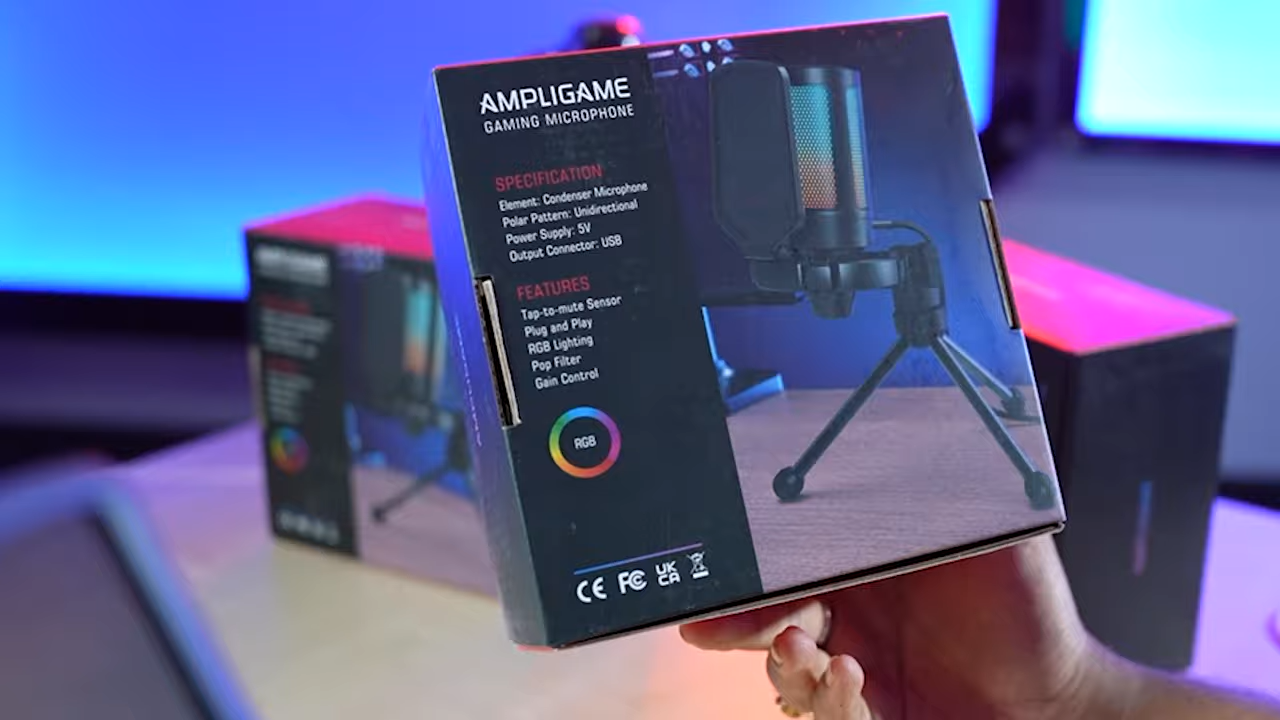 AMPLIGAME
GAMING MICROPHONE
SPECIFICATION
Element: Condenser Microphone
Polar Pattern: Unidirectional
Power Supply: 5V
Output Connector: USB
FEATURES
Tap-to-mute Sensor
Plug and Play
RGB Lighting
Pop Filter
Gain Control
RGB
CE FC UK CA